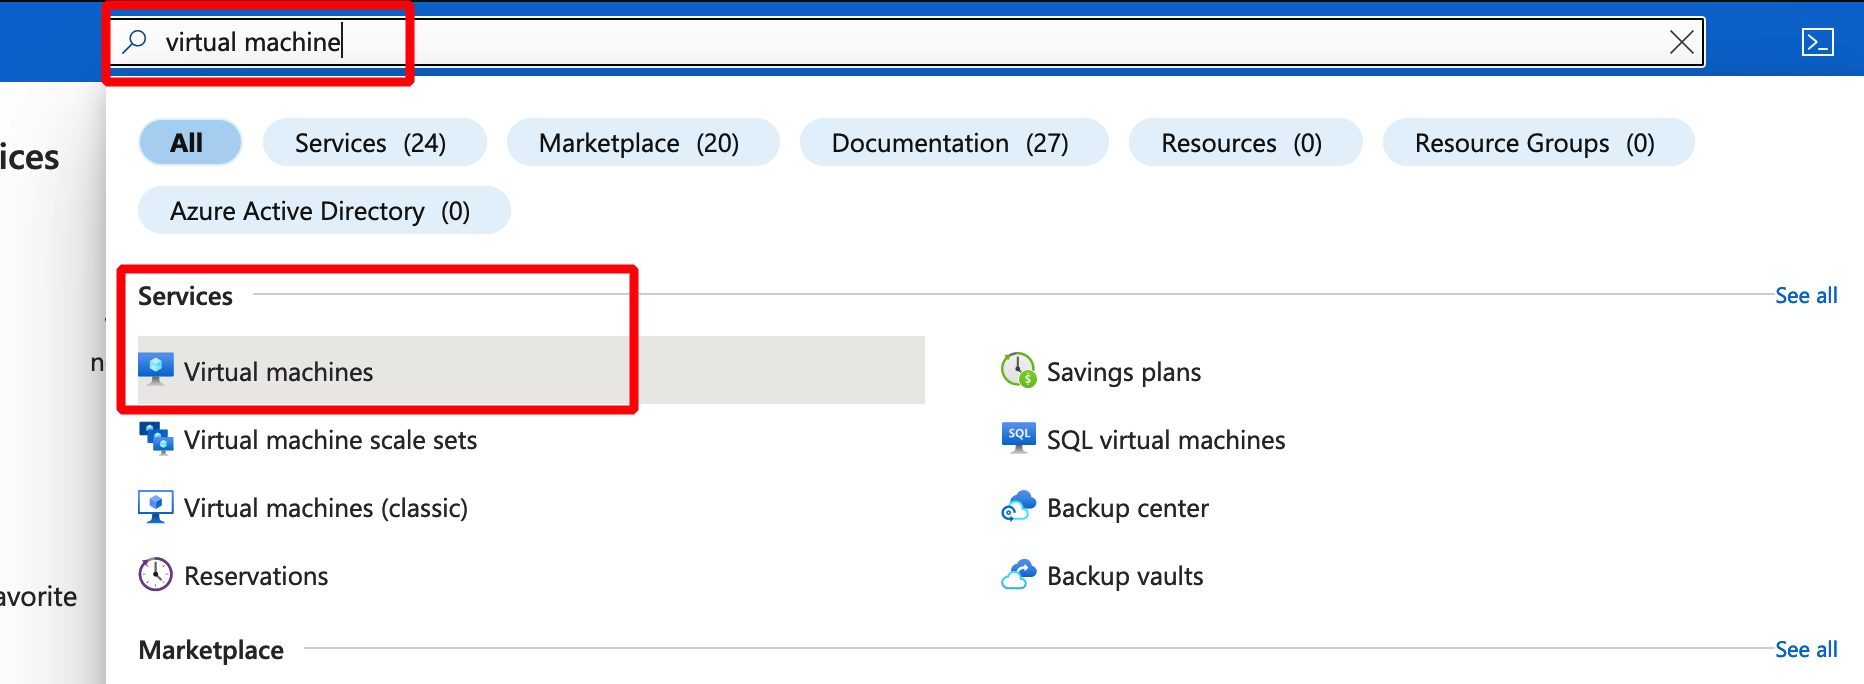 virtual machine
All Services (24) Marketplace (20) Documentation (27) Resources (0) Resource Groups (0)
ices
Azure Active Directory (0)
Services See all
n
Virtual machines Savings plans
Virtual machine scale sets SQL virtual machines
SQL
Virtual machines (classic) Backup center
Reservations Backup vaults
avorite
Marketplace See all